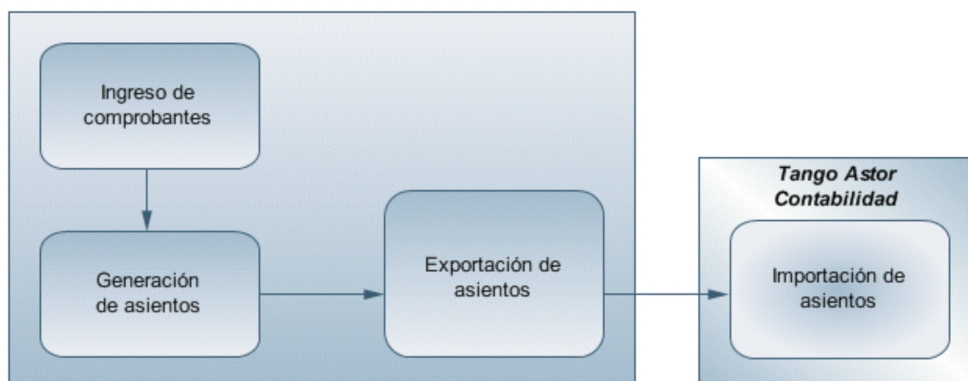 Ingreso de
comprobantes
Generación
de asientos
Exportación de
asientos
Tango Astor
Contabilidad
Importación de
asientos